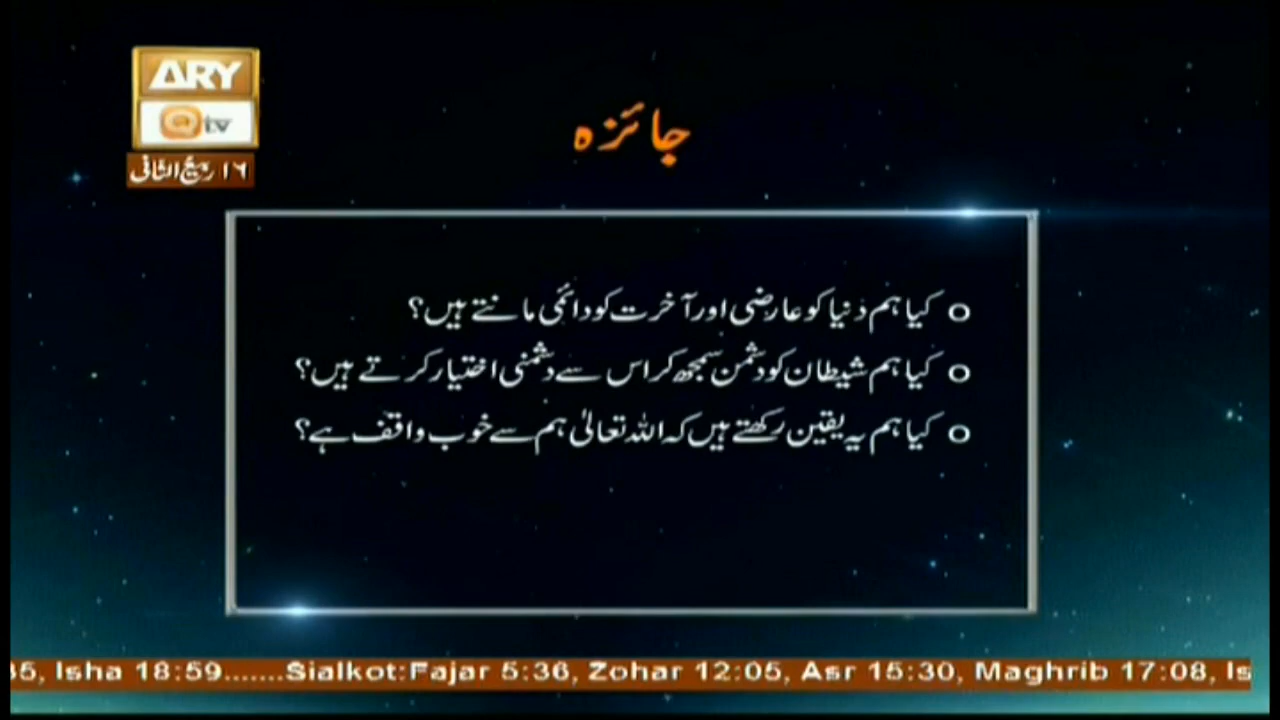 ARY
Qtv
١٦ ربیع الثانی
جائزہ
o کیا ہم دنیا کو عارضی اور آخرت کو دائمی مانتے ہیں؟
o کیا ہم شیطان کو دشمن سمجھ کر اس سے دشمنی اختیار کرتے ہیں؟
o کیا ہم یہ یقین رکھتے ہیں کہ اللہ تعالیٰ ہم سے خوب واقف ہے؟
35, Isha 18:59.......Sialkot:Fajar 5:36, Zohar 12:05, Asr 15:30, Maghrib 17:08, Is